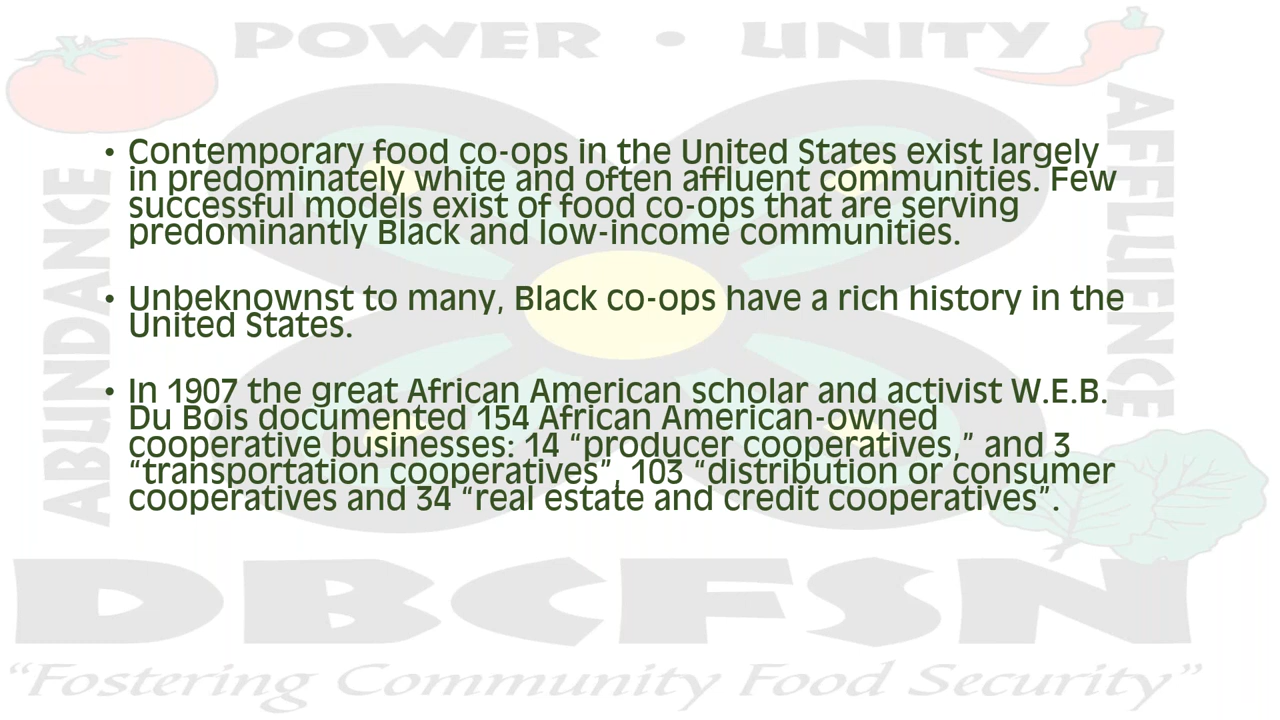 POWER • UNITY
ABUNDANCE
AFFLUENCE
• Contemporary food co-ops in the United States exist largely
in predominately white and often affluent communities. Few
successful models exist of food co-ops that are serving
predominantly Black and low-income communities.
• Unbeknownst to many, Black co-ops have a rich history in the
United States.
• In 1907 the great African American scholar and activist W.E.B.
Du Bois documented 154 African American-owned
cooperative businesses: 14 “producer cooperatives,” and 3
“transportation cooperatives”, 103 “distribution or consumer
cooperatives and 34 “real estate and credit cooperatives”.
DBCFSN
“Fostering Community Food Security”